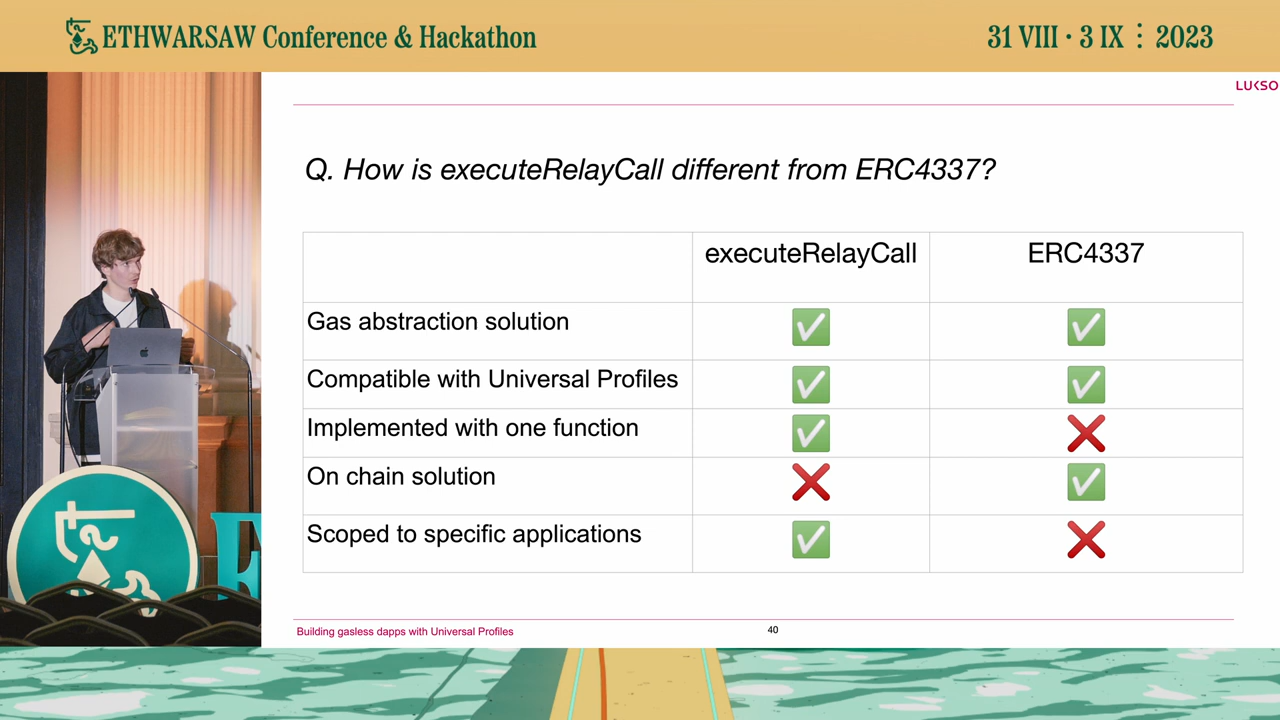 ETHWARSAW Conference & Hackathon
31 VIII · 3 IX ⋮ 2023
LUKSO
Q. How is executeRelayCall different from ERC4337?
executeRelayCall ERC4337
Gas abstraction solution ✅ ✅
Compatible with Universal Profiles ✅ ✅
Implemented with one function ✅ ❌
On chain solution ❌ ✅
Scoped to specific applications ✅ ❌
Building gasless dapps with Universal Profiles
40
E